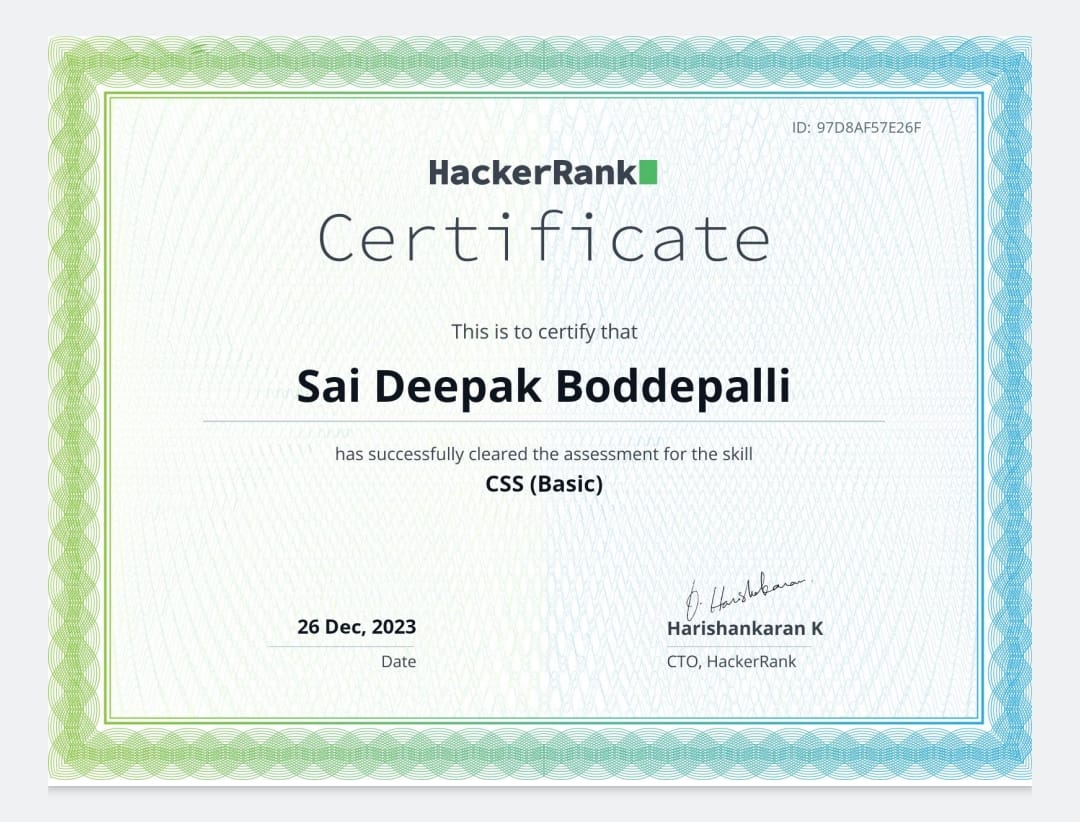 ID: 97D8AF57E26F
HackerRank
Certificate
This is to certify that
Sai Deepak Boddepalli
has successfully cleared the assessment for the skill
CSS (Basic)
26 Dec, 2023
Date
Harishankaran K
CTO, HackerRank